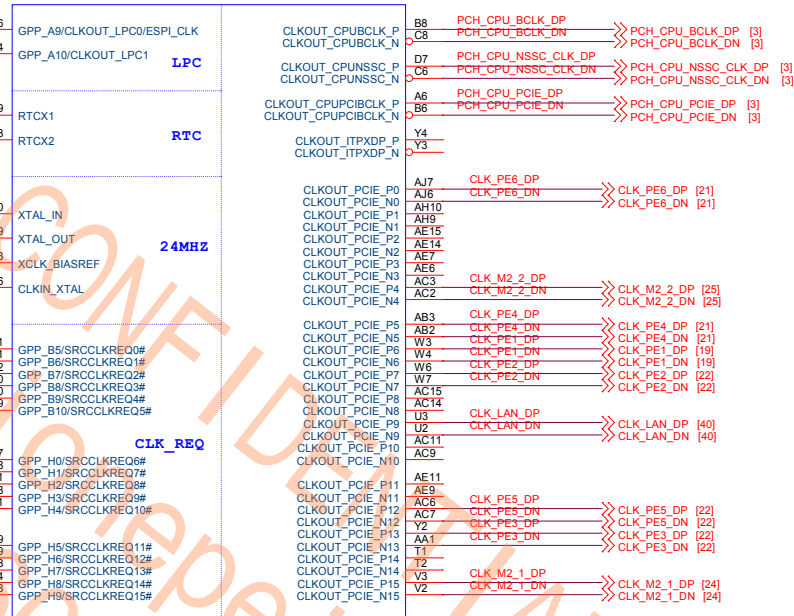 GPP_A9/CLKOUT_LPC0/ESPI_CLK
GPP_A10/CLKOUT_LPC1
LPC
RTCX1
RTCX2
RTC
XTAL_IN
XTAL_OUT
24MHZ
XCLK_BIASREF
CLKIN_XTAL
GPP_B5/SRCCLKREQ0#
GPP_B6/SRCCLKREQ1#
GPP_B7/SRCCLKREQ2#
GPP_B8/SRCCLKREQ3#
GPP_B9/SRCCLKREQ4#
GPP_B10/SRCCLKREQ5#
CLK_REQ
GPP_H0/SRCCLKREQ6#
GPP_H1/SRCCLKREQ7#
GPP_H2/SRCCLKREQ8#
GPP_H3/SRCCLKREQ9#
GPP_H4/SRCCLKREQ10#
GPP_H5/SRCCLKREQ11#
GPP_H6/SRCCLKREQ12#
GPP_H7/SRCCLKREQ13#
GPP_H8/SRCCLKREQ14#
GPP_H9/SRCCLKREQ15#
CLKOUT_CPUBCLK_P B8 PCH_CPU_BCLK_DP PCH_CPU_BCLK_DP [3]
CLKOUT_CPUBCLK_N C8 PCH_CPU_BCLK_DN PCH_CPU_BCLK_DN [3]
CLKOUT_CPUNSSC_P D7 PCH_CPU_NSSC_CLK_DP PCH_CPU_NSSC_CLK_DP [3]
CLKOUT_CPUNSSC_N C6 PCH_CPU_NSSC_CLK_DN PCH_CPU_NSSC_CLK_DN [3]
CLKOUT_CPUPCIBCLK_P A6 PCH_CPU_PCIE_DP PCH_CPU_PCIE_DP [3]
CLKOUT_CPUPCIBCLK_N B6 PCH_CPU_PCIE_DN PCH_CPU_PCIE_DN [3]
CLKOUT_ITPXDP_P Y4
CLKOUT_ITPXDP_N Y3
CLKOUT_PCIE_P0 AJ7 CLK_PE6_DP CLK_PE6_DP [21]
CLKOUT_PCIE_N0 AJ6 CLK_PE6_DN CLK_PE6_DN [21]
CLKOUT_PCIE_P1 AH10
CLKOUT_PCIE_N1 AH9
CLKOUT_PCIE_P2 AE15
CLKOUT_PCIE_N2 AE14
CLKOUT_PCIE_P3 AE7
CLKOUT_PCIE_N3 AE6
CLKOUT_PCIE_P4 AC3 CLK_M2_2_DP CLK_M2_2_DP [25]
CLKOUT_PCIE_N4 AC2 CLK_M2_2_DN CLK_M2_2_DN [25]
CLKOUT_PCIE_P5 AB3 CLK_PE4_DP CLK_PE4_DP [21]
CLKOUT_PCIE_N5 AB2 CLK_PE4_DN CLK_PE4_DN [21]
CLKOUT_PCIE_P6 W3 CLK_PE1_DP CLK_PE1_DP [19]
CLKOUT_PCIE_N6 W4 CLK_PE1_DN CLK_PE1_DN [19]
CLKOUT_PCIE_P7 W6 CLK_PE2_DP CLK_PE2_DP [22]
CLKOUT_PCIE_N7 W7 CLK_PE2_DN CLK_PE2_DN [22]
CLKOUT_PCIE_P8 AC15
CLKOUT_PCIE_N8 AC14
CLKOUT_PCIE_P9 U3 CLK_LAN_DP CLK_LAN_DP [40]
CLKOUT_PCIE_N9 U2 CLK_LAN_DN CLK_LAN_DN [40]
CLKOUT_PCIE_P10 AC11
CLKOUT_PCIE_N10 AC9
CLKOUT_PCIE_P11 AE11
CLKOUT_PCIE_N11 AE9
CLKOUT_PCIE_P12 AC6 CLK_PE5_DP CLK_PE5_DP [22]
CLKOUT_PCIE_N12 AC7 CLK_PE5_DN CLK_PE5_DN [22]
CLKOUT_PCIE_P13 Y2 CLK_PE3_DP CLK_PE3_DP [22]
CLKOUT_PCIE_N13 AA1 CLK_PE3_DN CLK_PE3_DN [22]
CLKOUT_PCIE_P14 T1
CLKOUT_PCIE_N14 T2
CLKOUT_PCIE_P15 V3 CLK_M2_1_DP CLK_M2_1_DP [24]
CLKOUT_PCIE_N15 V2 CLK_M2_1_DN CLK_M2_1_DN [24]
CONFIDENTIAL